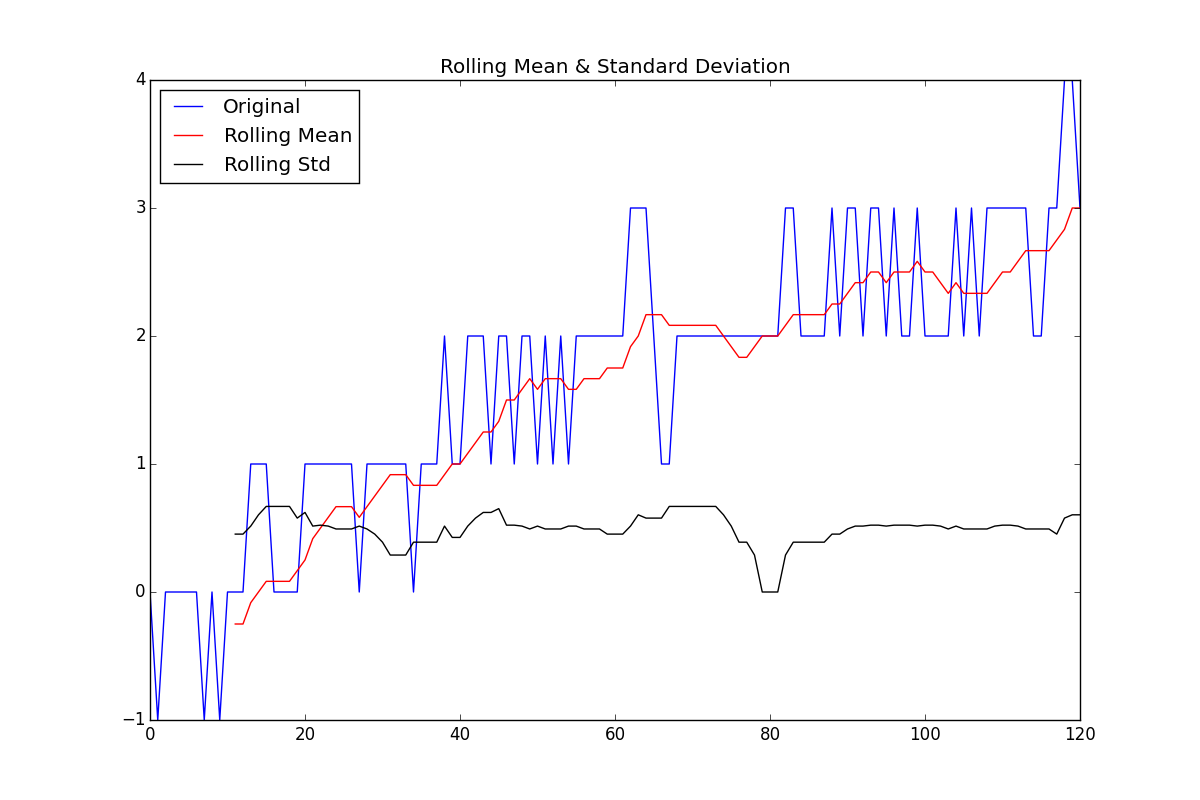 Rolling Mean & Standard Deviation
Original
Rolling Mean
Rolling Std
4
3
2
1
0
−1
0 20 40 60 80 100 120